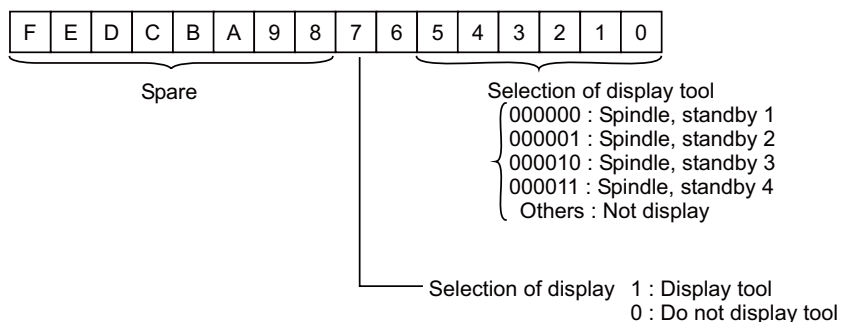 F E D C B A 9 8 7 6 5 4 3 2 1 0
Spare
Selection of display tool
000000 : Spindle, standby 1
000001 : Spindle, standby 2
000010 : Spindle, standby 3
000011 : Spindle, standby 4
Others : Not display
Selection of display 1 : Display tool
0 : Do not display tool